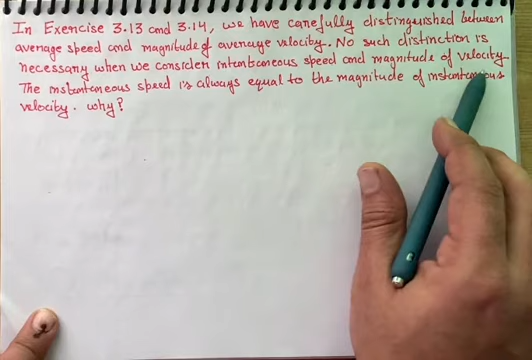 In Exercise 3.13 and 3.14, we have carefully distinguished between
average speed and magnitude of average velocity. No such distinction is
necessary when we consider instantaneous speed and magnitude of velocity.
The instantaneous speed is always equal to the magnitude of instantaneous
velocity. why?